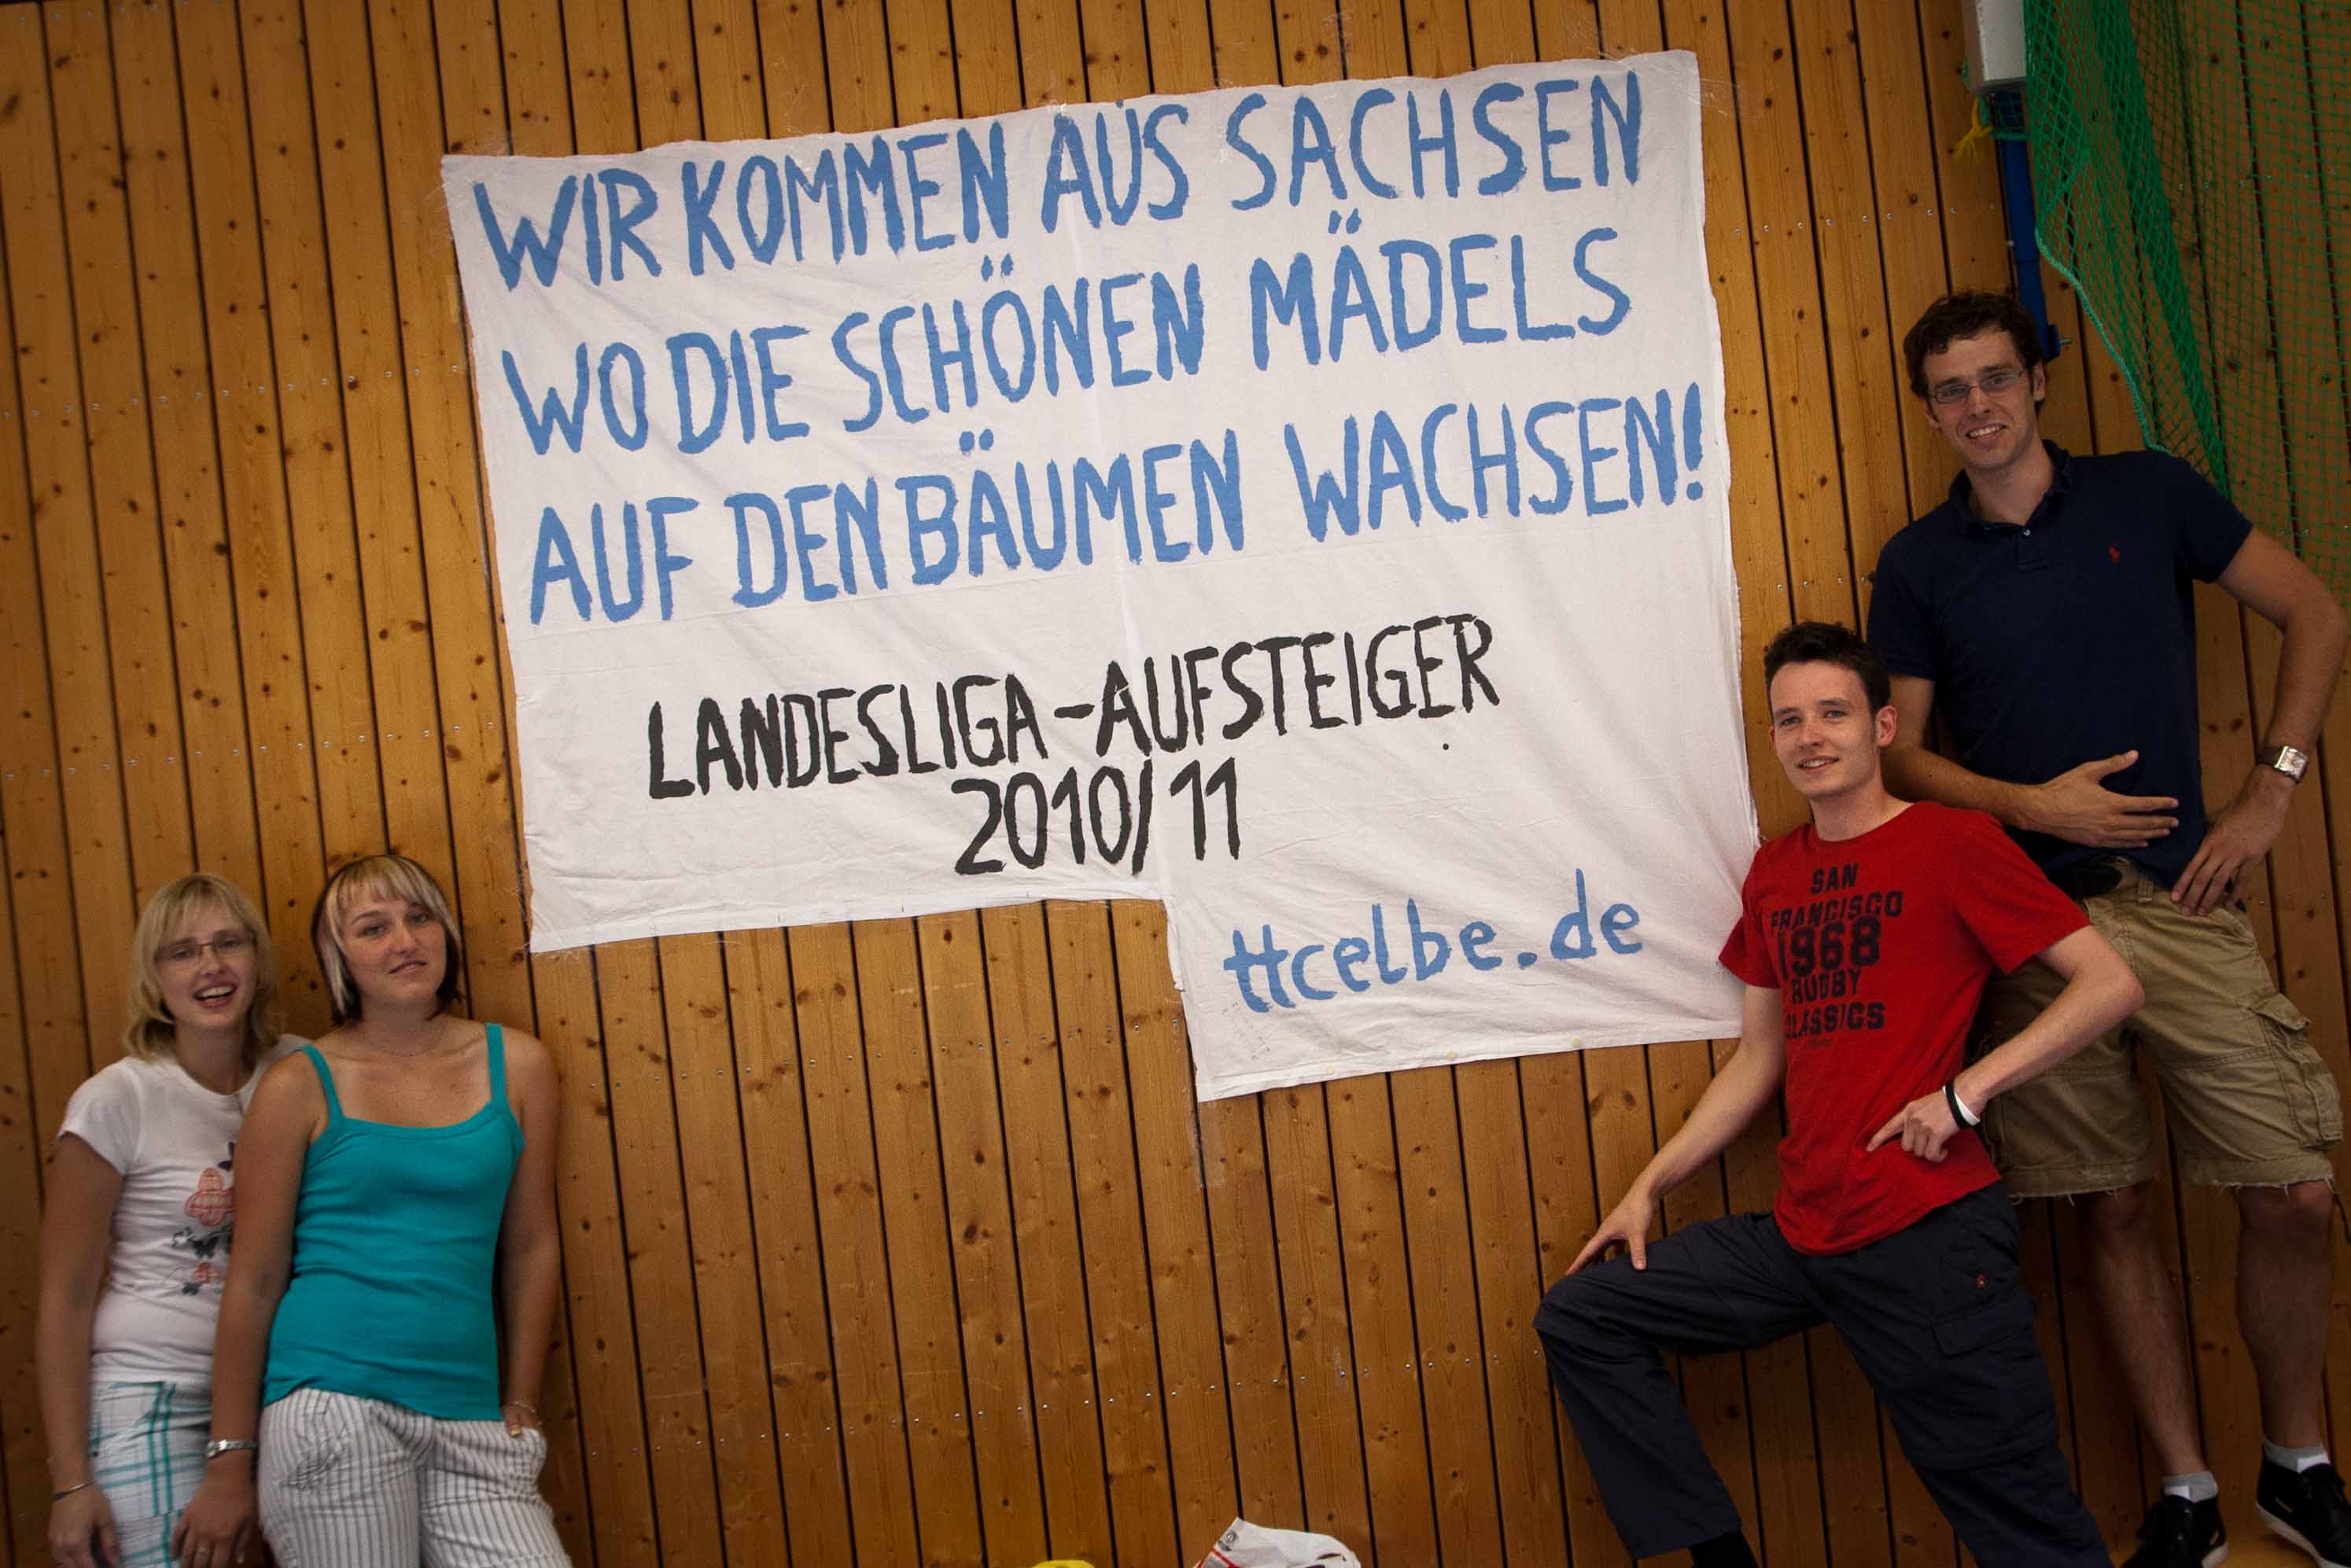 WIR KOMMEN AUS SACHSEN
WO DIE SCHÖNEN MÄDELS
AUF DEN BÄUMEN WACHSEN!
LANDESLIGA-AUFSTEIGER
2010/11
ttcelbe.de
SAN
FRANCISCO
1968
RUGBY
CLASSICS